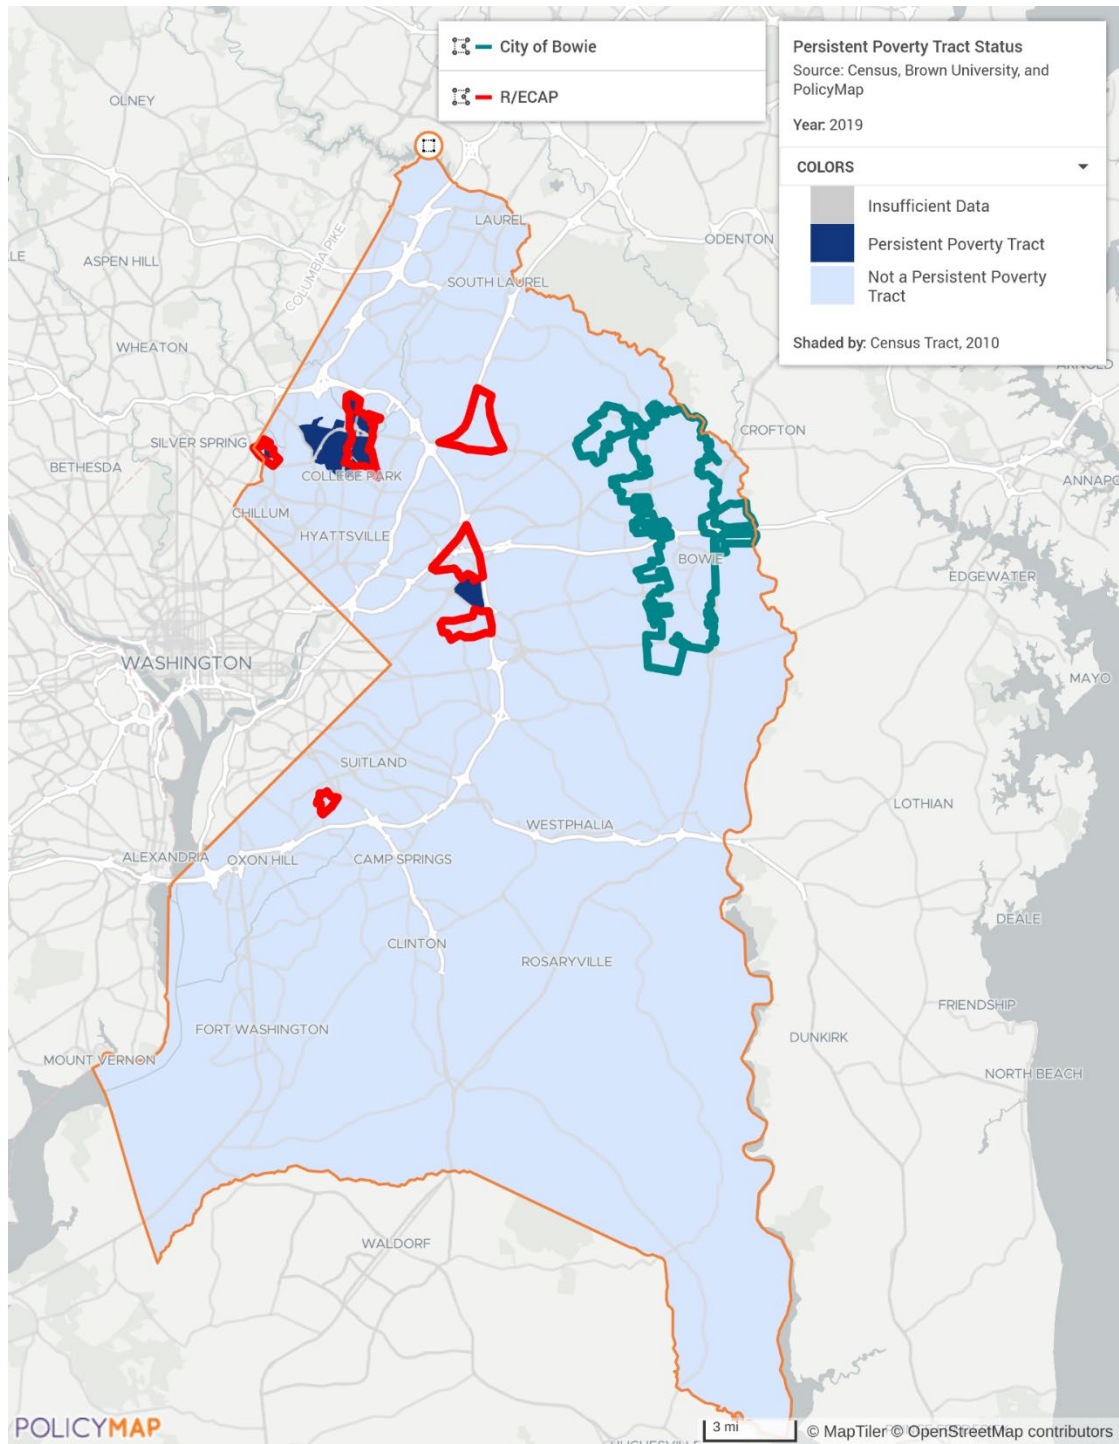 City of Bowie
R/ECAP
Persistent Poverty Tract Status
Source: Census, Brown University, and
PolicyMap
Year: 2019
COLORS
Insufficient Data
Persistent Poverty Tract
Not a Persistent Poverty
Tract
Shaded by: Census Tract, 2010
OLNEY
LAUREL
ODENTON
LE
ASPEN HILL
COLUMBIA PIKE
SOUTH LAUREL
WHEATON
ARNOLD
SILVER SPRING
CROFTON
BETHESDA
COLLEGE PARK
ANNAPO
CHILLUM
HYATTSVILLE
BOWIE
EDGEWATER
WASHINGTON
MAYO
SUITLAND
LOTHIAN
WESTPHALIA
ALEXANDRIA
OXON HILL
CAMP SPRINGS
DEALE
CLINTON
ROSARYVILLE
FRIENDSHIP
FORT WASHINGTON
DUNKIRK
MOUNT VERNON
NORTH BEACH
WALDORF
POLICYMAP
3 mi
© MapTiler © OpenStreetMap contributors
HUGHESVILLE